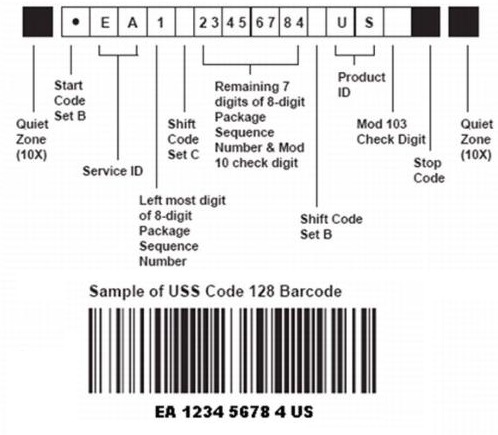 • E A 1 23 45 67 84 U S
Start
Code
Set B
Quiet
Zone
(10X)
Service ID
Left most digit
of 8-digit
Package
Sequence
Number
Shift
Code
Set C
Remaining 7
digits of 8-digit
Package
Sequence
Number & Mod
10 check digit
Shift Code
Set B
Product
ID
Mod 103
Check Digit
Stop
Code
Quiet
Zone
(10X)
Sample of USS Code 128 Barcode
EA 1234 5678 4 US